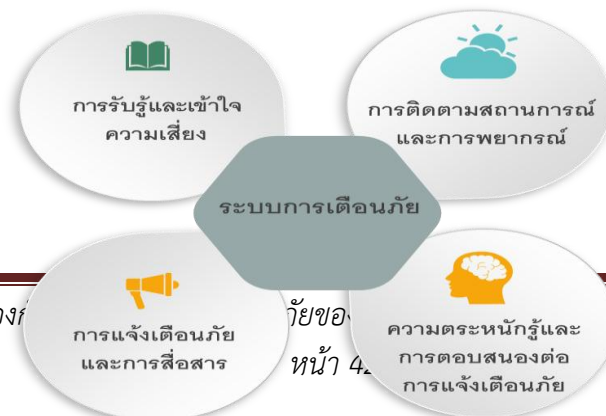 การรับรู้และเข้าใจ
ความเสี่ยง
การติดตามสถานการณ์
และการพยากรณ์
ระบบการเตือนภัย
การแจ้งเตือนภัย
และการสื่อสาร
ความตระหนักรู้และ
การตอบสนองต่อ
การแจ้งเตือนภัย
หน้า